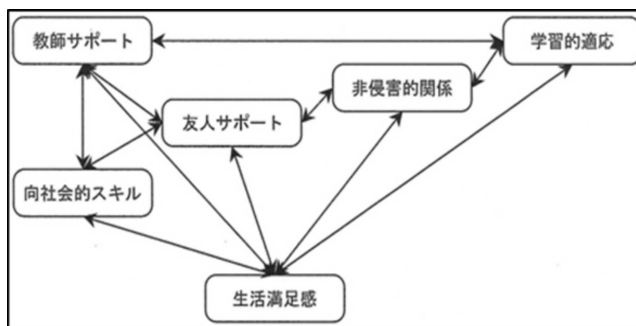 教師サポート
学習的適応
非侵害的関係
友人サポート
向社会的スキル
生活満足感